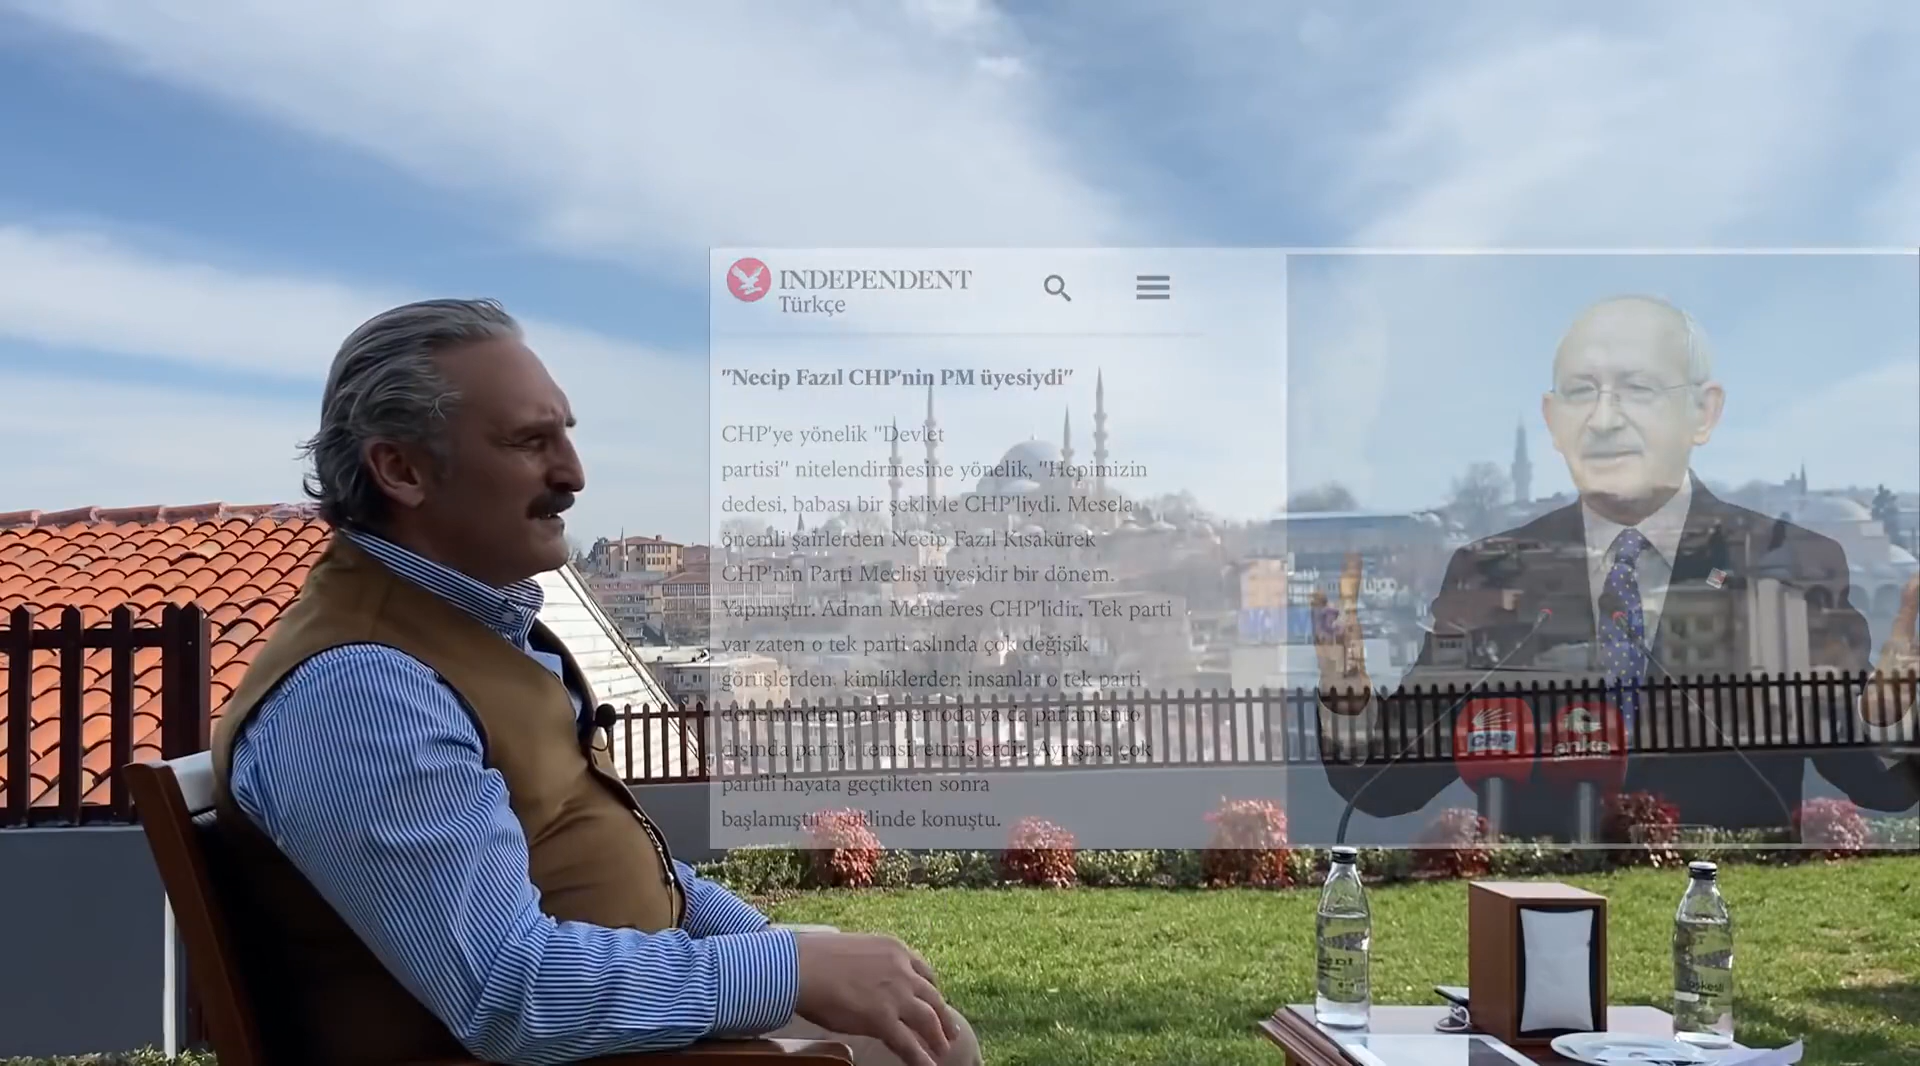 INDEPENDENT
Türkçe
"Necip Fazıl CHP'nin PM üyesiydi"
CHP'ye yönelik "Devlet
partisi" nitelendirmesine yönelik, "Hepimizin
dedesi, babası bir şekliyle CHP'liydi. Mesela
önemli şairlerden Necip Fazıl Kısakürek
CHP'nin Parti Meclisi üyesidir bir dönem.
Yapmıştır. Adnan Menderes CHP'lidir. Tek parti
var zaten o tek parti aslında çok değişik
görüşlerden kimliklerden insanlar o tek parti
döneminden parlamentoda ya da parlamento
dışında partiyi temsil etmişlerdir. Ayrışma çok
partili hayata geçtikten sonra
başlamıştır" şeklinde konuştu.
CHP
anka